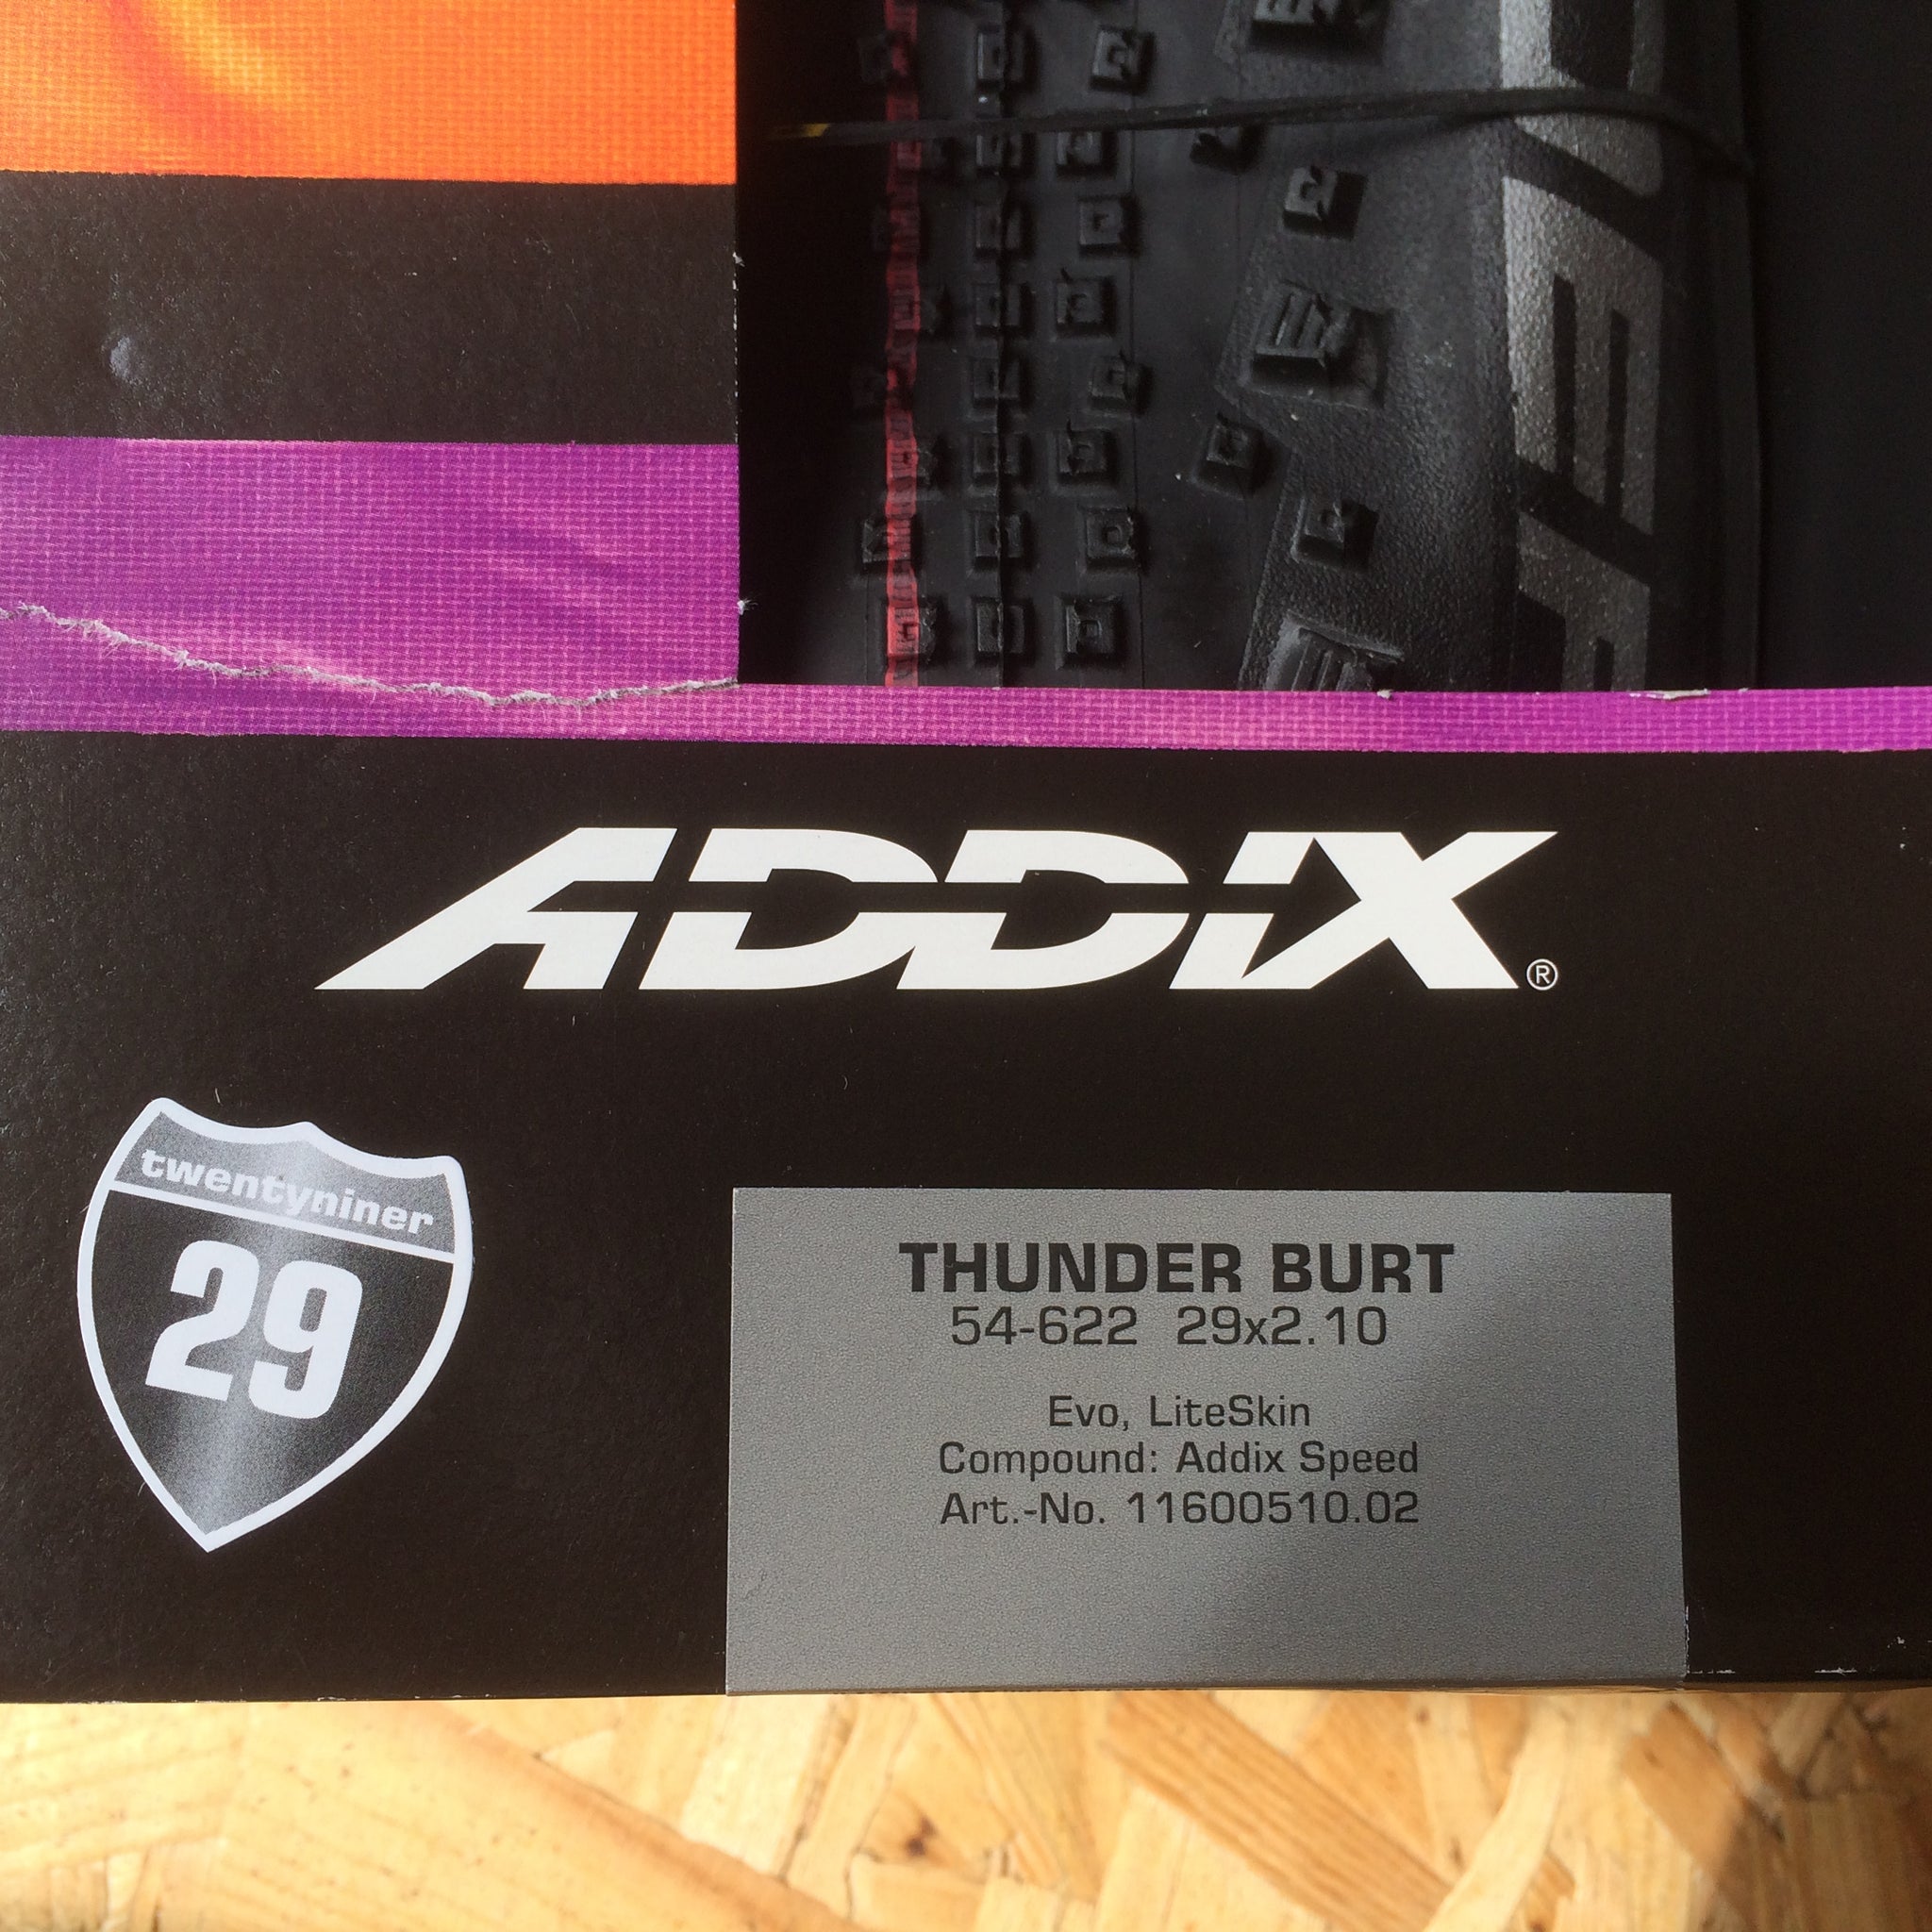 ADDIX®
twentyniner
29
THUNDER BURT
54-622 29x2.10
Evo, LiteSkin
Compound: Addix Speed
Art.-No. 11600510.02